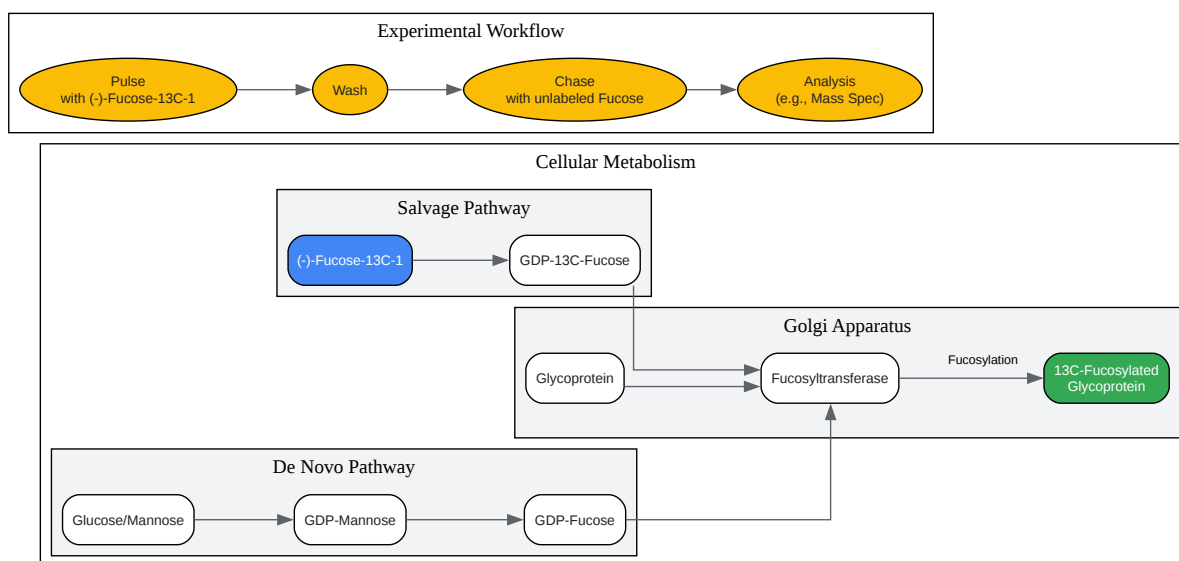 Experimental Workflow
Pulse
with (-)-Fucose-13C-1
Wash
Chase
with unlabeled Fucose
Analysis
(e.g., Mass Spec)
Cellular Metabolism
Salvage Pathway
(-)-Fucose-13C-1
GDP-13C-Fucose
Golgi Apparatus
Glycoprotein
Fucosyltransferase
Fucosylation
13C-Fucosylated
Glycoprotein
De Novo Pathway
Glucose/Mannose
GDP-Mannose
GDP-Fucose